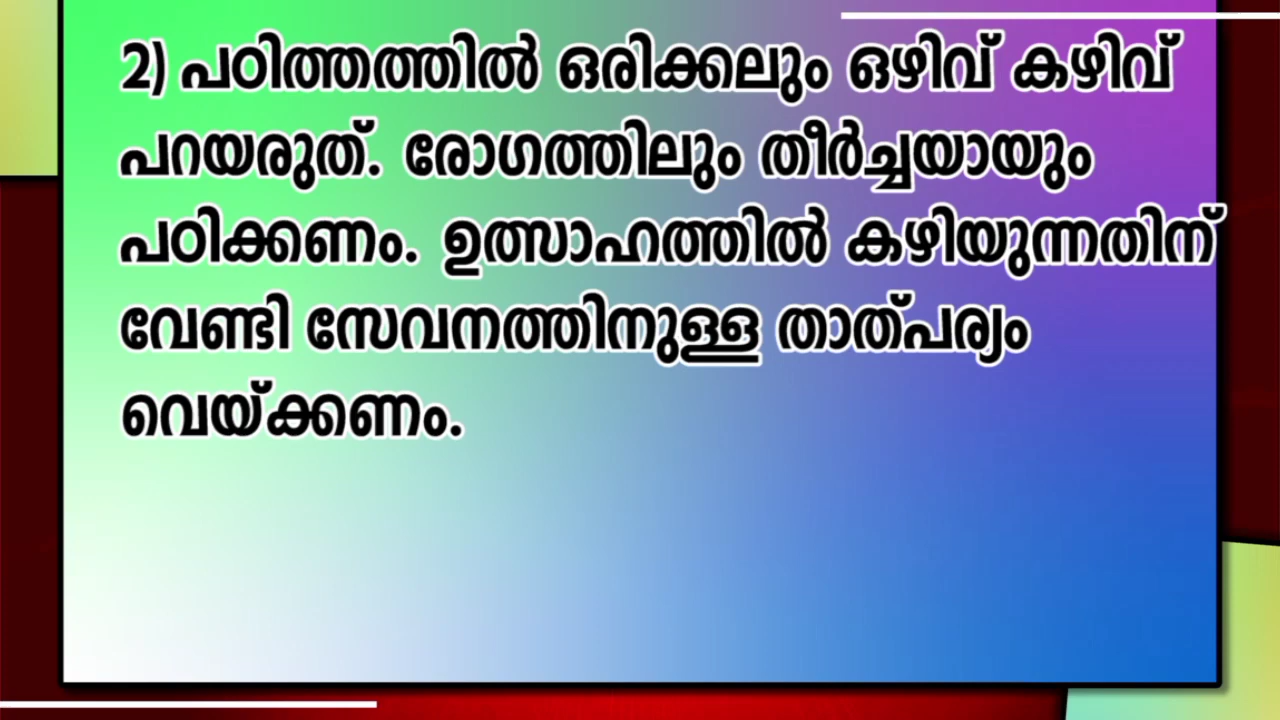 2) പഠിത്തത്തിൽ ഒരിക്കലും ഒഴിവ് കഴിവ്
പറയരുത്. രോഗത്തിലും തീർച്ചയായും
പഠിക്കണം. ഉത്സാഹത്തിൽ കഴിയുന്നതിന്
വേണ്ടി സേവനത്തിനുള്ള താത്പര്യം
വെയ്ക്കണം.